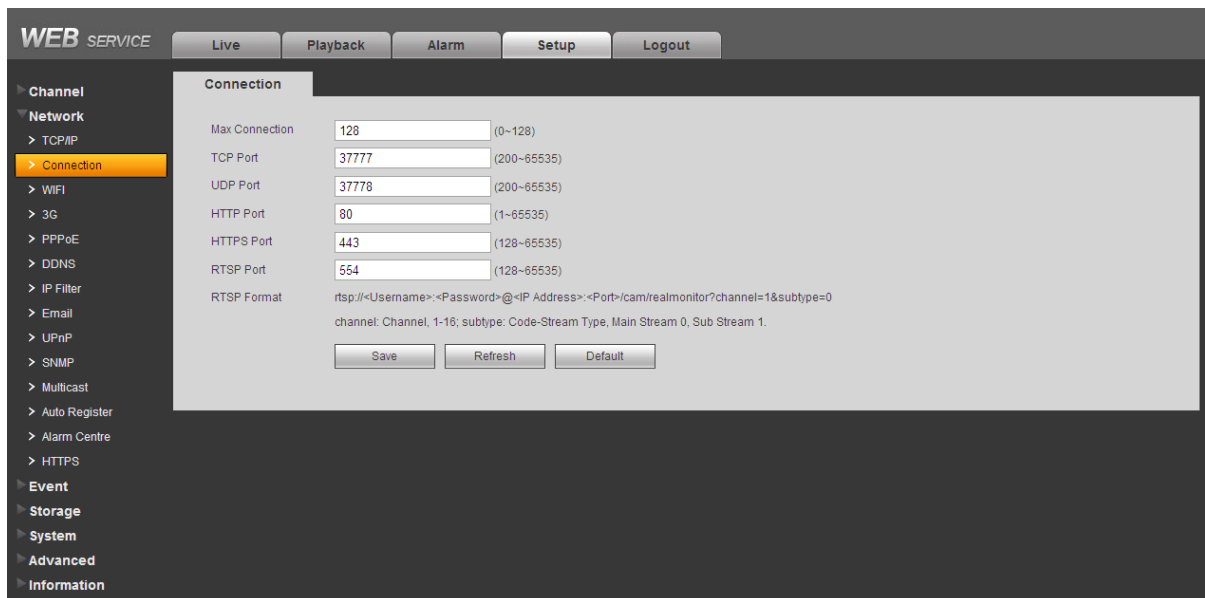 WEB SERVICE
Live Playback Alarm Setup Logout
Channel
Network
> TCP/IP
> Connection
> WIFI
> 3G
> PPPoE
> DDNS
> IP Filter
> Email
> UPnP
> SNMP
> Multicast
> Auto Register
> Alarm Centre
> HTTPS
Event
Storage
System
Advanced
Information
Connection
Max Connection 128 (0~128)
TCP Port 37777 (200~65535)
UDP Port 37778 (200~65535)
HTTP Port 80 (1~65535)
HTTPS Port 443 (128~65535)
RTSP Port 554 (128~65535)
RTSP Format rtsp://<Username>:<Password>@<IP Address>:<Port>/cam/realmonitor?channel=1&subtype=0
channel: Channel, 1-16; subtype: Code-Stream Type, Main Stream 0, Sub Stream 1.
Save Refresh Default